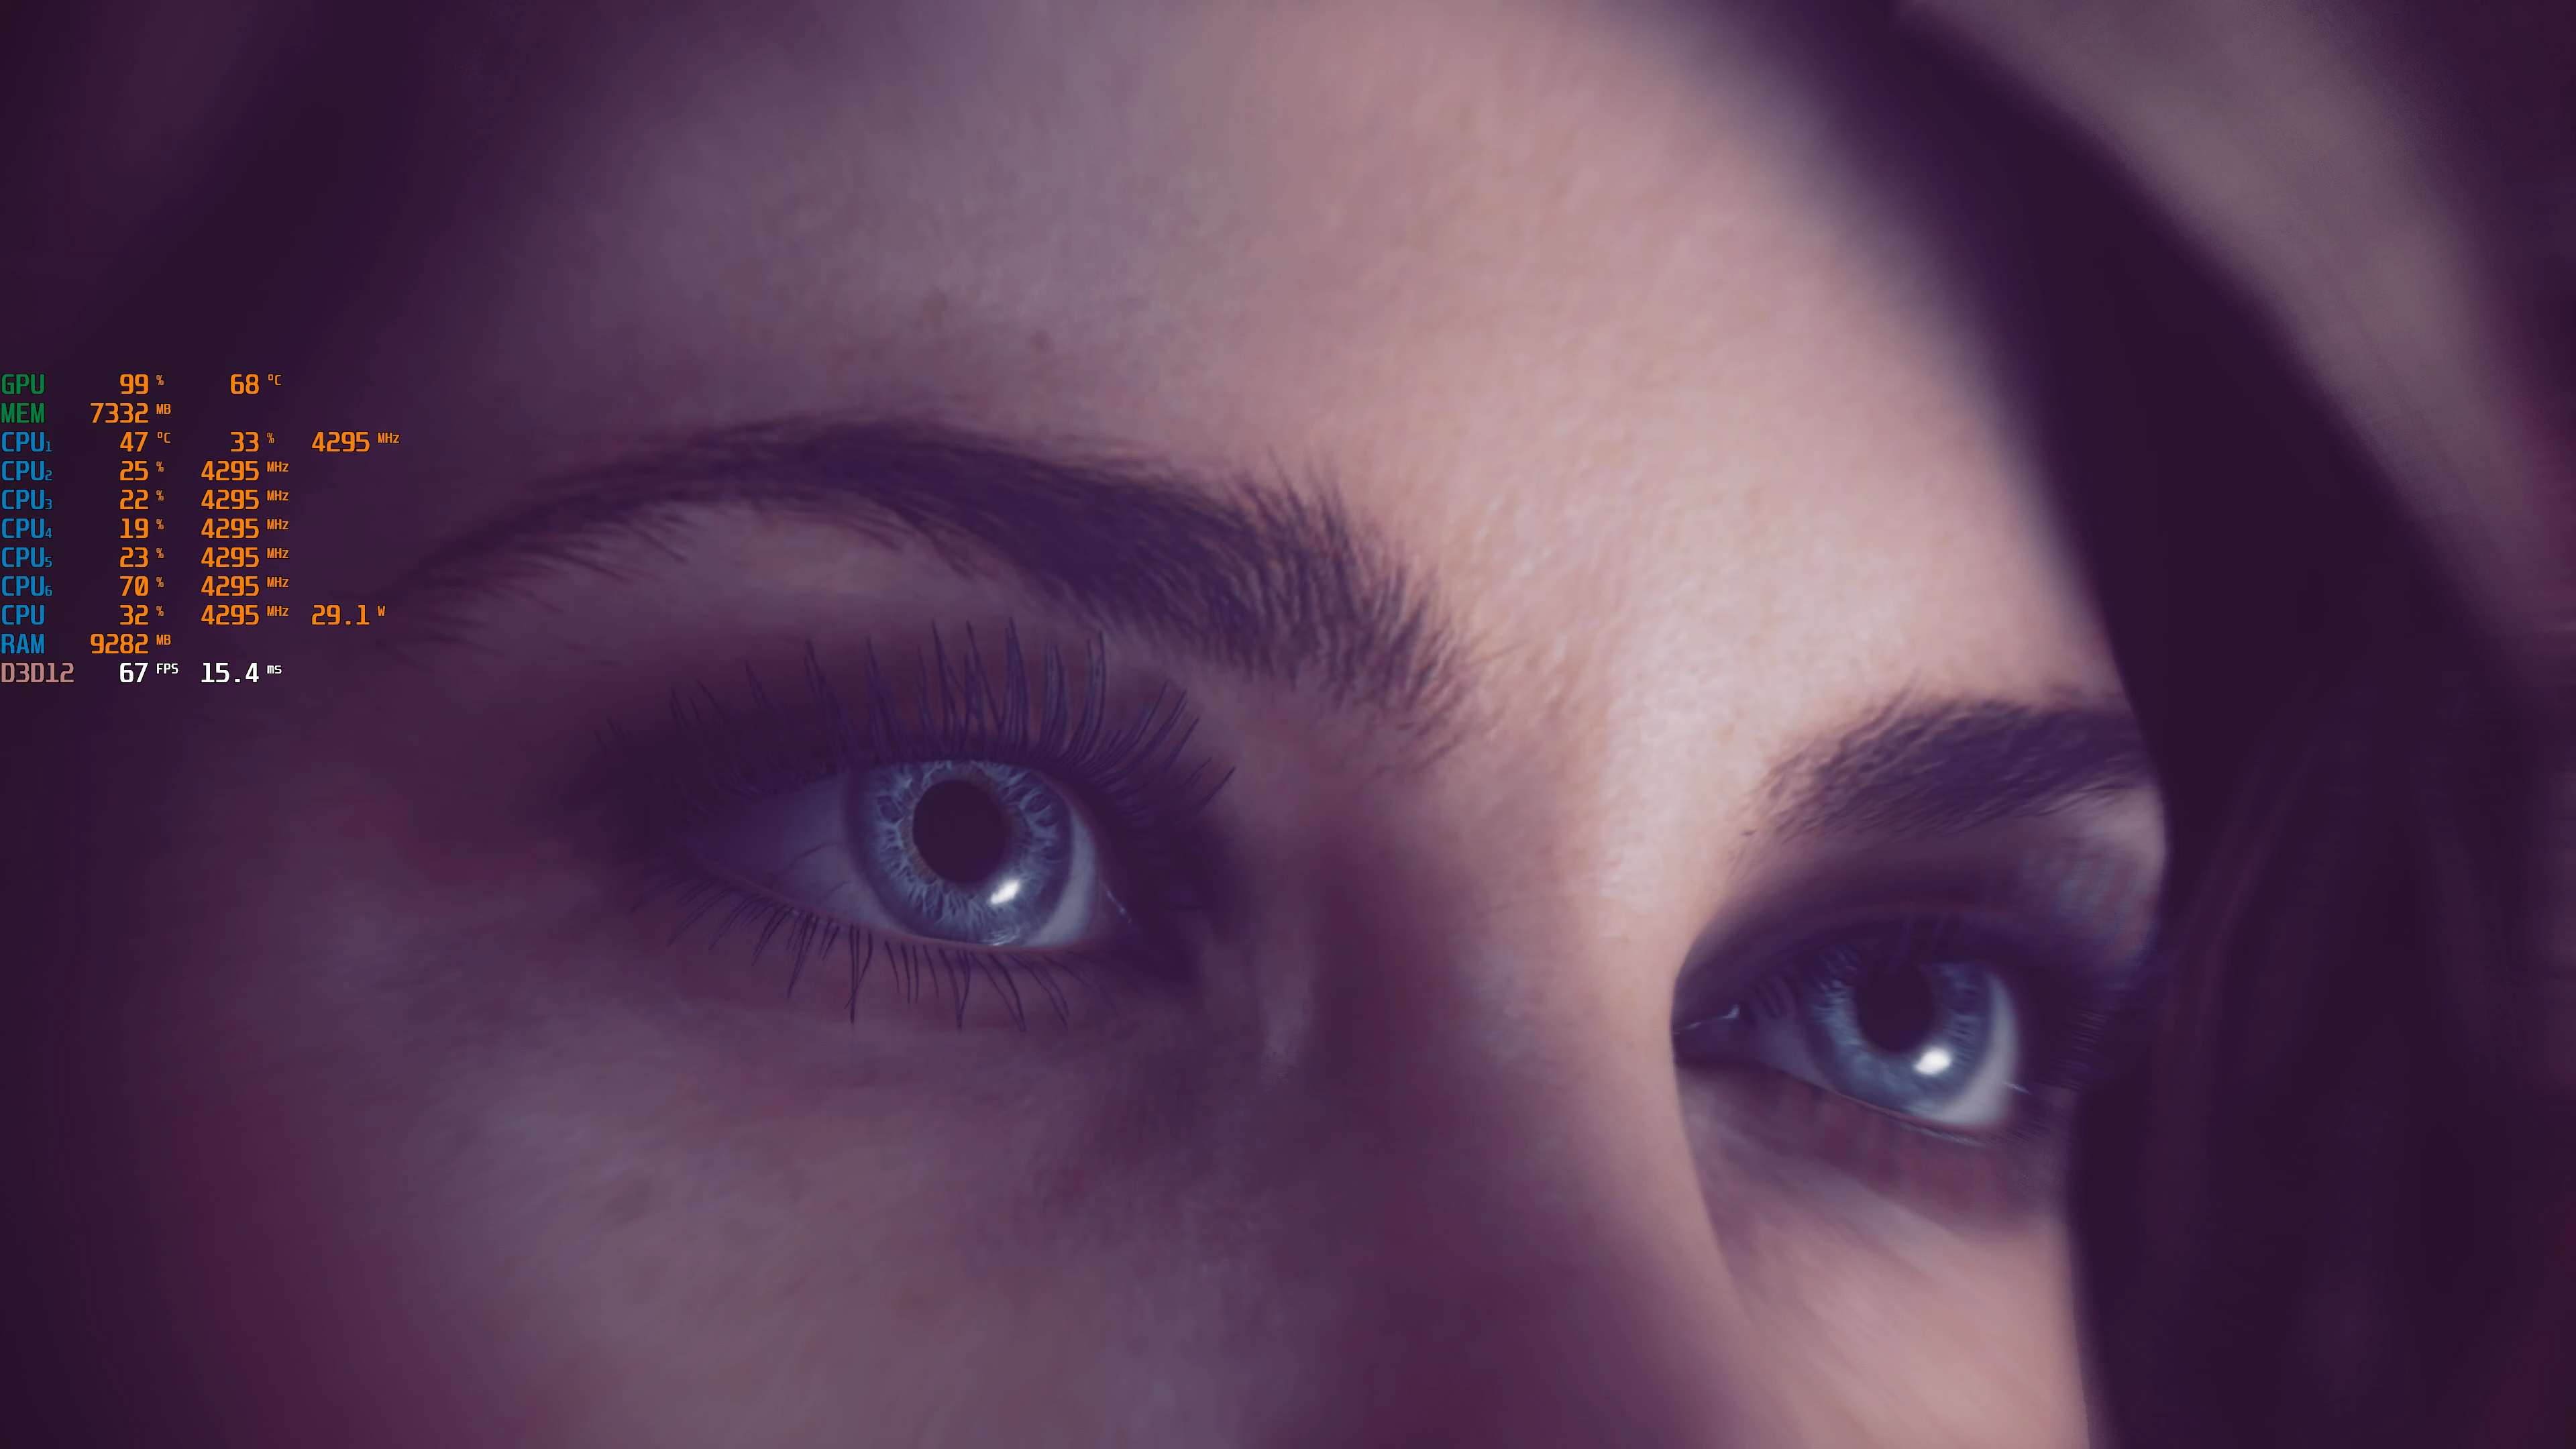 GPU 99 % 68 °C
MEM 7332 MB
CPU1 47 °C 33 % 4295 MHz
CPU2 25 % 4295 MHz
CPU3 22 % 4295 MHz
CPU4 19 % 4295 MHz
CPU5 23 % 4295 MHz
CPU6 70 % 4295 MHz
CPU 32 % 4295 MHz 29.1 W
RAM 9282 MB
D3D12 67 FPS 15.4 ms